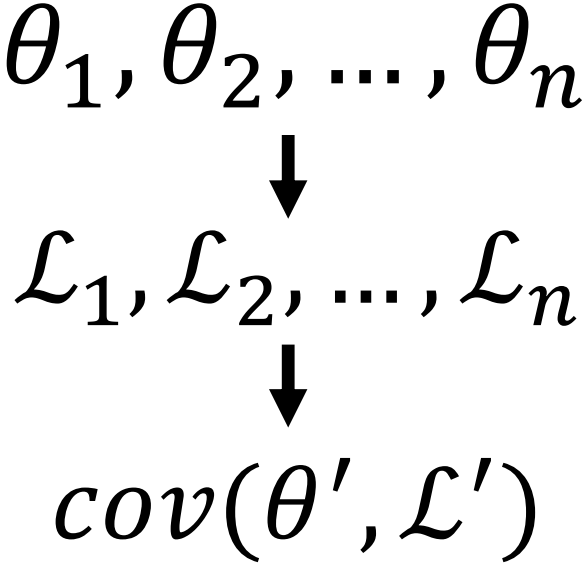 θ₁, θ₂, … , θₙ
ℒ₁, ℒ₂, … , ℒₙ
cov(θ′, ℒ′)